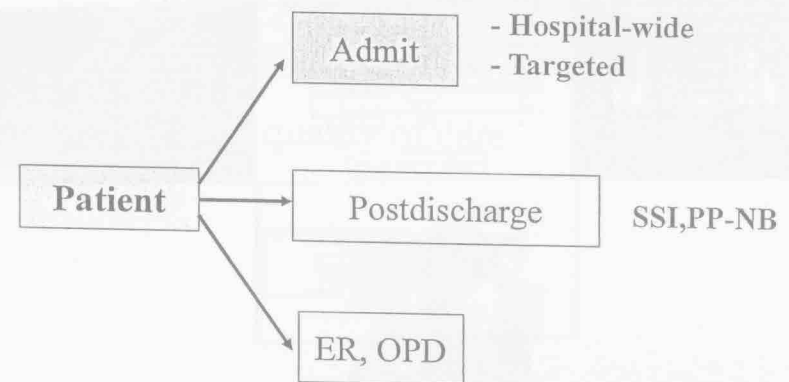 Admit
- Hospital-wide
- Targeted
Patient
Postdischarge
SSI,PP-NB
ER, OPD